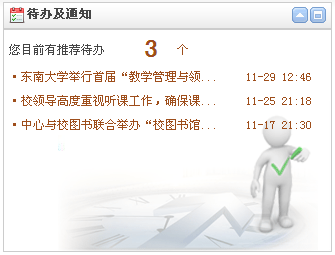 待办及通知
您目前有推荐待办 3 个
东南大学举行首届“教学管理与领... 11-29 12:46
校领导高度重视听课工作，确保课... 11-25 21:18
中心与校图书联合举办“校图书馆... 11-17 21:30